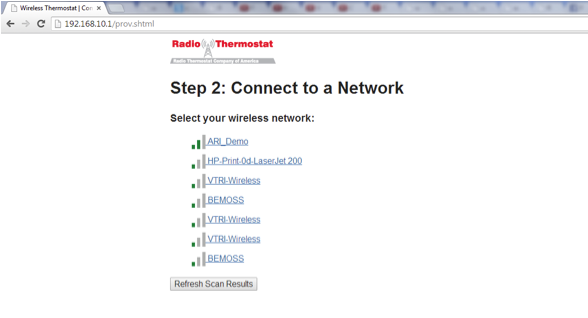 Wireless Thermostat | Con
192.168.10.1/prov.shtml
Radio Thermostat
Radio Thermostat Company of America
Step 2: Connect to a Network
Select your wireless network:
ARI_Demo
HP-Print-0d-LaserJet 200
VTRI-Wireless
BEMOSS
VTRI-Wireless
VTRI-Wireless
BEMOSS
Refresh Scan Results